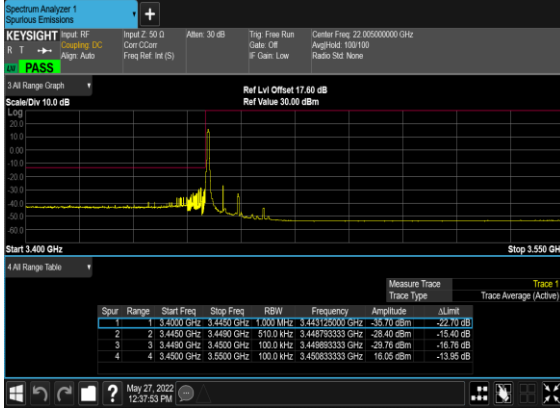 Spectrum Analyzer 1
Spurious Emissions
+
KEYSIGHT Input: RF Input Z: 50 Ω Atten: 30 dB Trig: Free Run Center Freq: 22.005000000 GHz
R T Coupling: DC Corr CCorr Gate: Off Avg|Hold: 100/100
Align: Auto Freq Ref: Int (S) IF Gain: Low Radio Std: None
LXI PASS
3 All Range Graph
Ref Lvl Offset 17.60 dB
Scale/Div 10.0 dB Ref Value 30.00 dBm
Log
20.0
10.0
0.00
-10.0
-20.0
-30.0
-40.0
-50.0
-60.0
Start 3.400 GHz Stop 3.550 GH
4 All Range Table
Measure Trace Trace 1
Trace Type Trace Average (Active)
Spur Range Start Freq Stop Freq RBW Frequency Amplitude ΔLimit
1 1 3.4000 GHz 3.4450 GHz 1.000 MHz 3.443125000 GHz -35.70 dBm -22.70 dB
2 2 3.4450 GHz 3.4490 GHz 510.0 kHz 3.448793333 GHz -28.40 dBm -15.40 dB
3 3 3.4490 GHz 3.4500 GHz 100.0 kHz 3.449893333 GHz -29.76 dBm -16.76 dB
4 4 3.4500 GHz 3.5500 GHz 100.0 kHz 3.450833333 GHz 16.05 dBm -13.95 dB
? May 27, 2022
12:37:53 PM